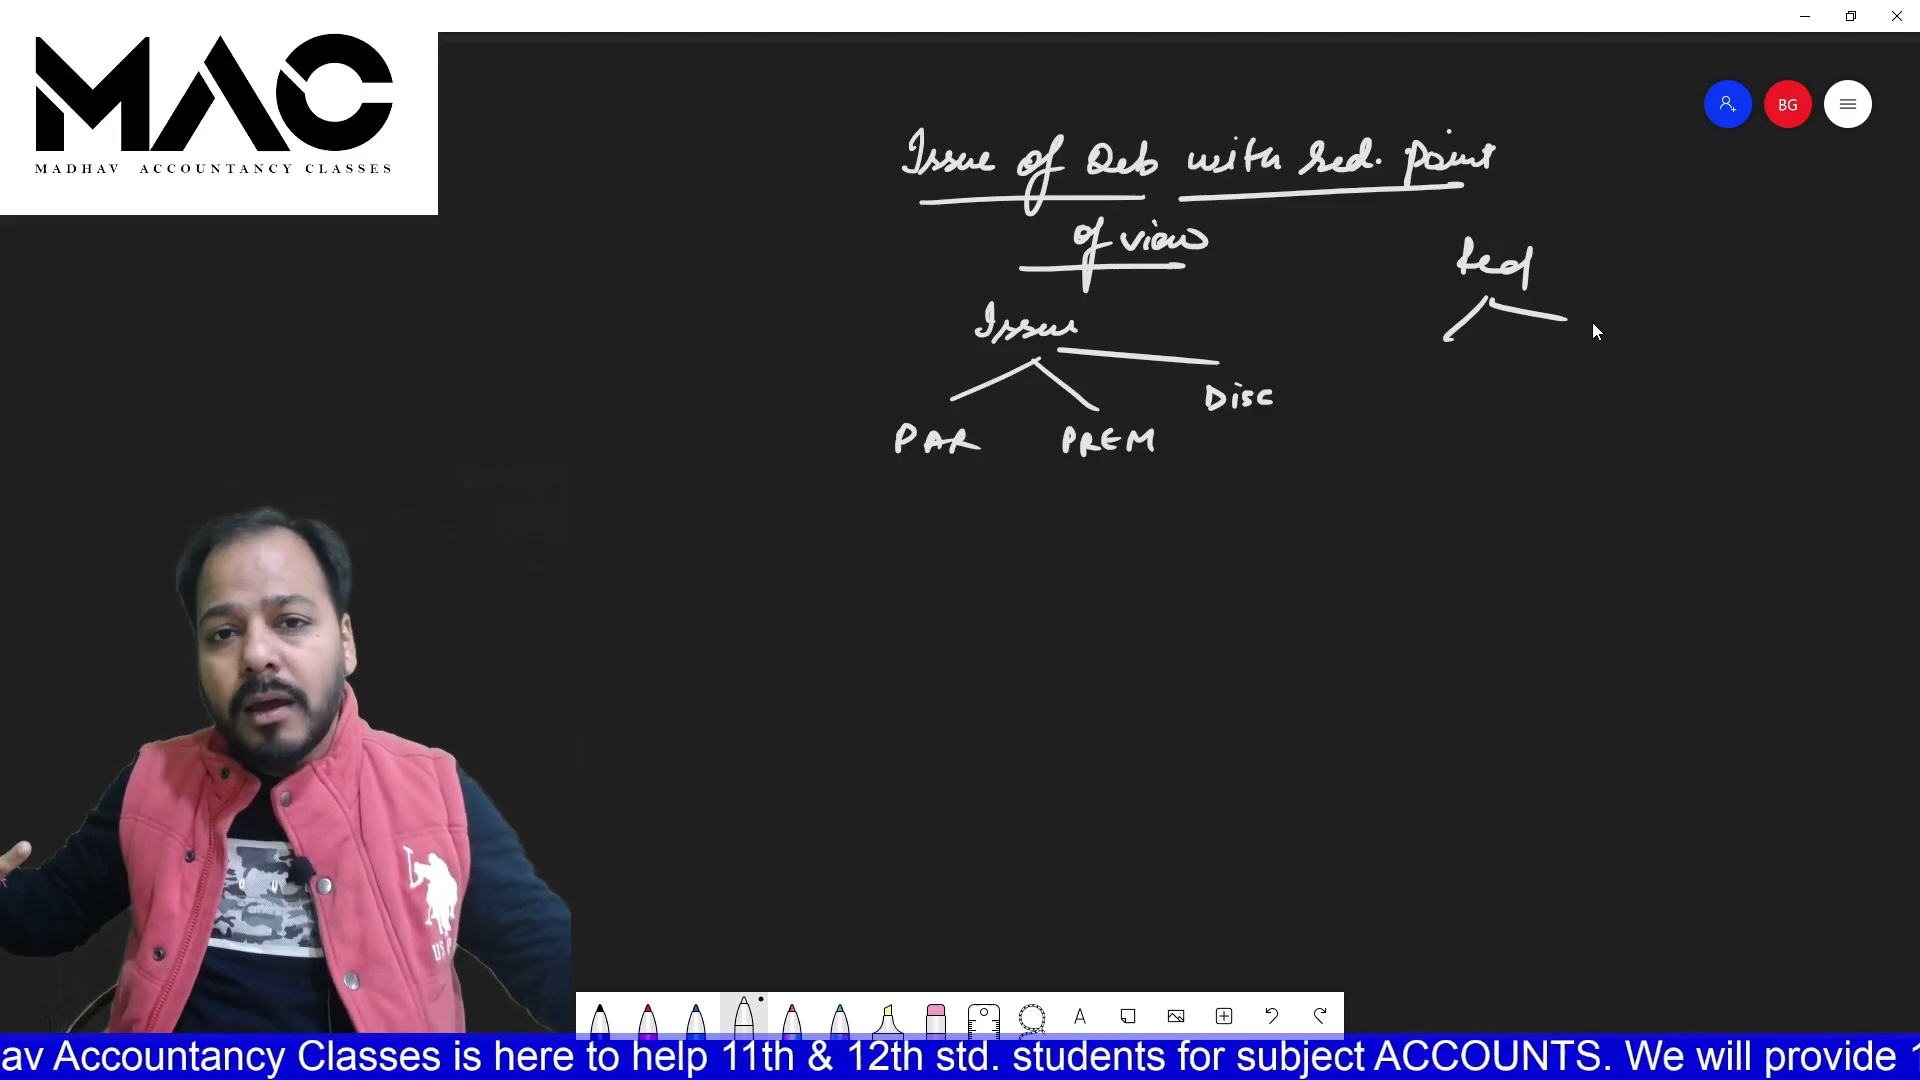 MAC
MADHAV ACCOUNTANCY CLASSES
BG
Issue of Deb with red. point
of view
Red
Issue
Disc
PAR PREM
U.S.P
A
av Accountancy Classes is here to help 11th & 12th std. students for subject ACCOUNTS. We will provide